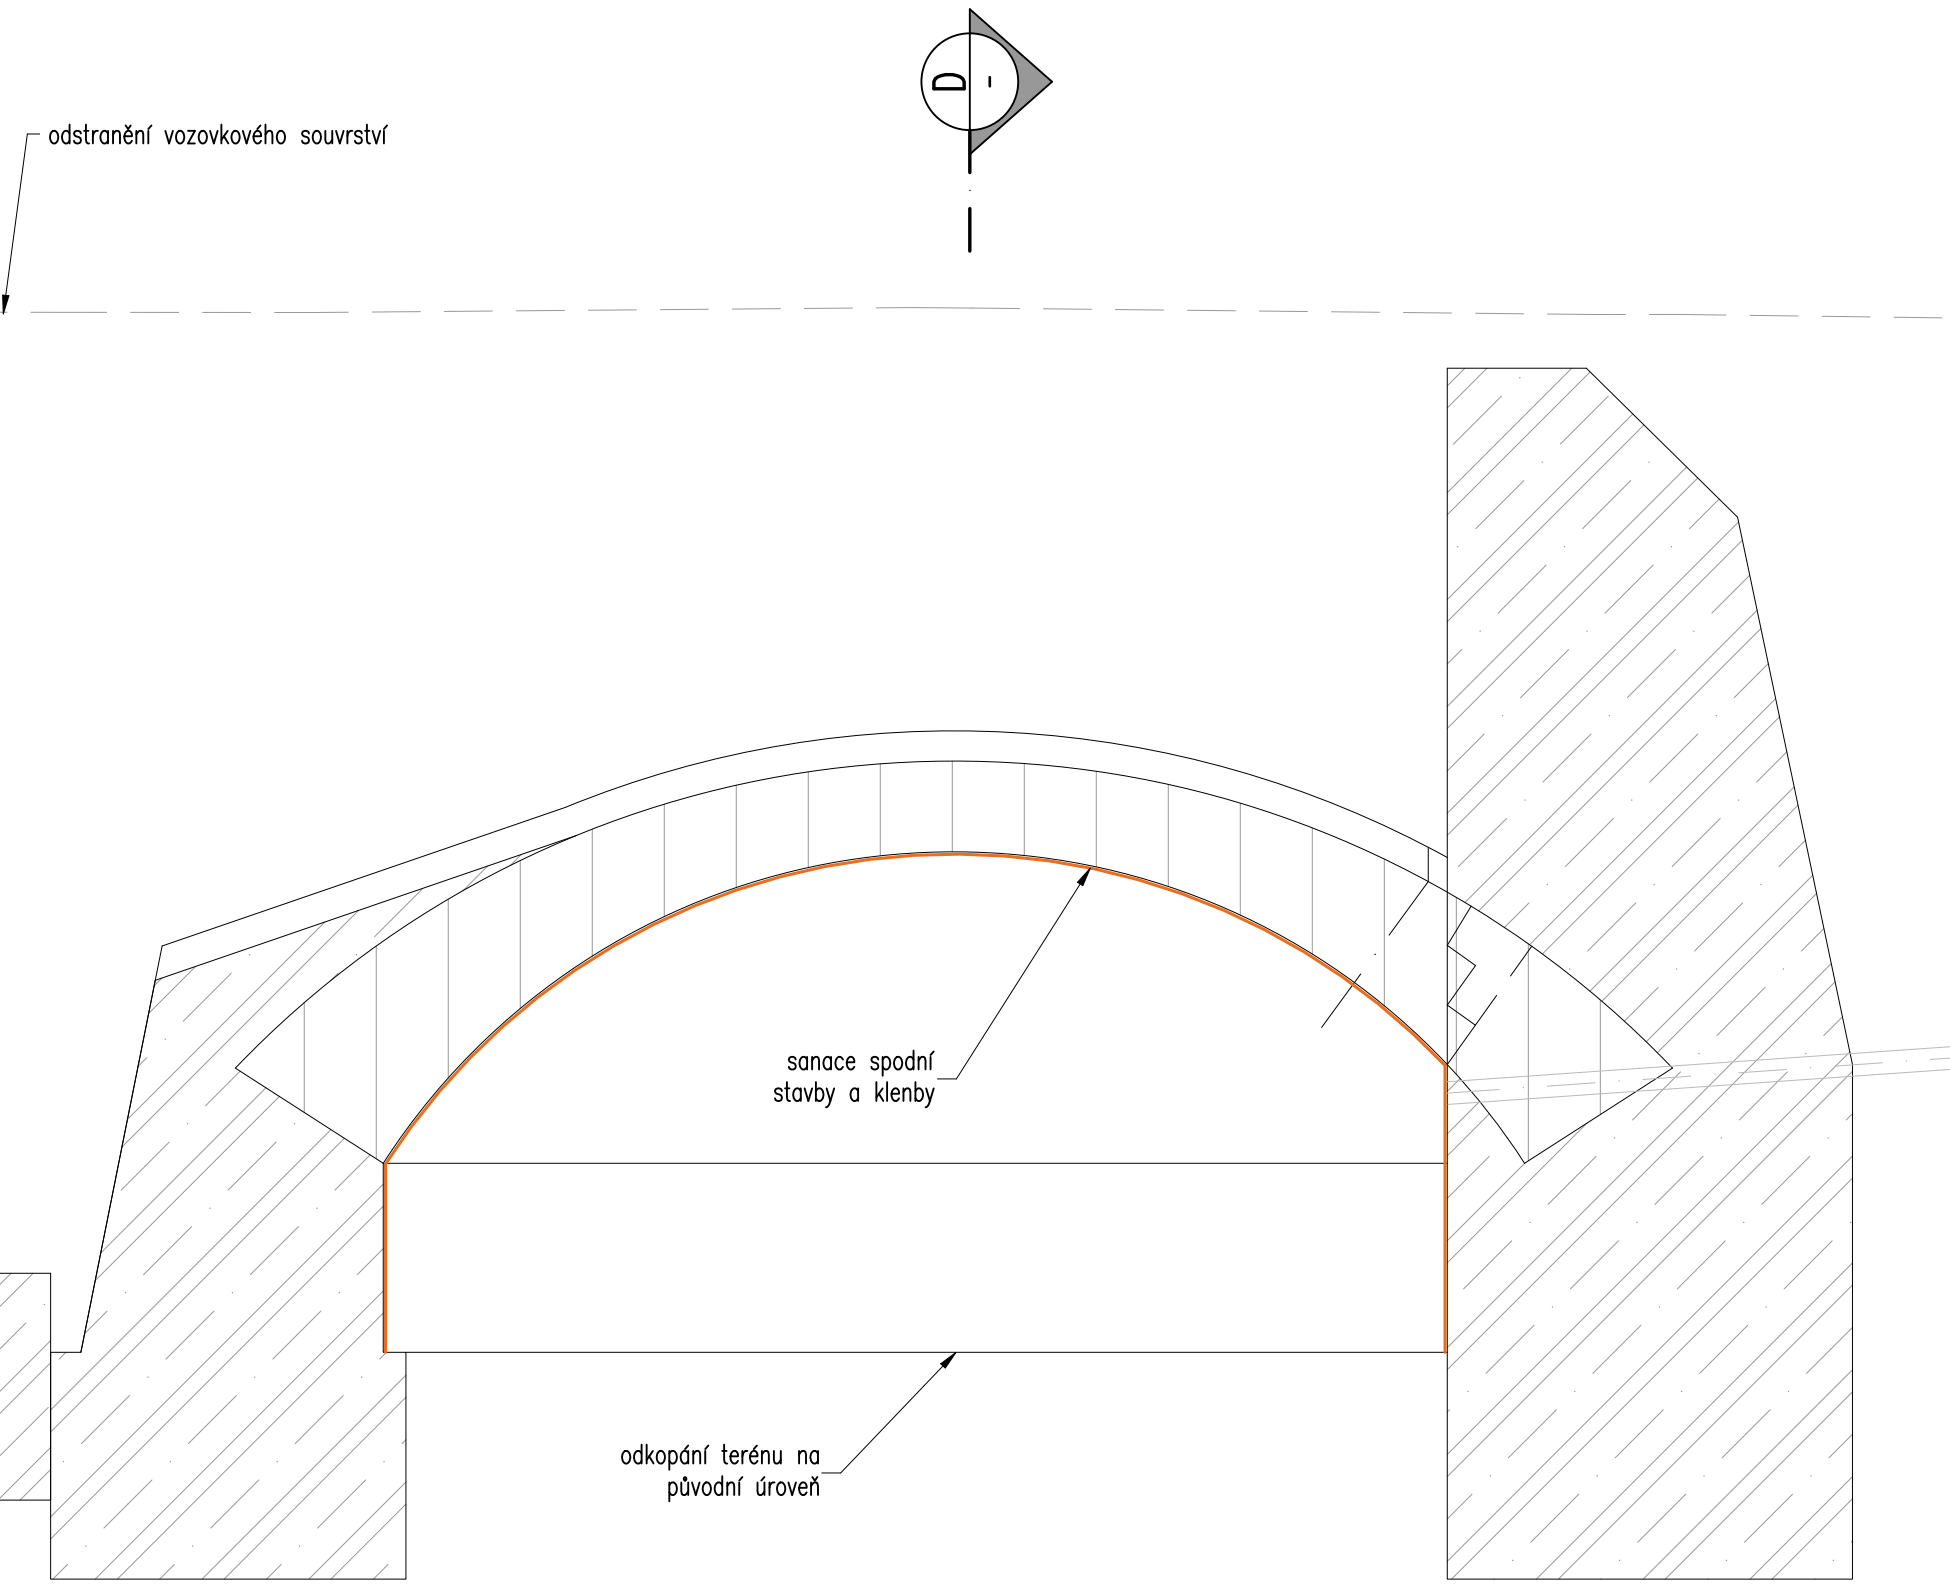 D
-
odstranění vozovkového souvrství
sanace spodní
stavby a klenby
odkopání terénu na
původní úroveň